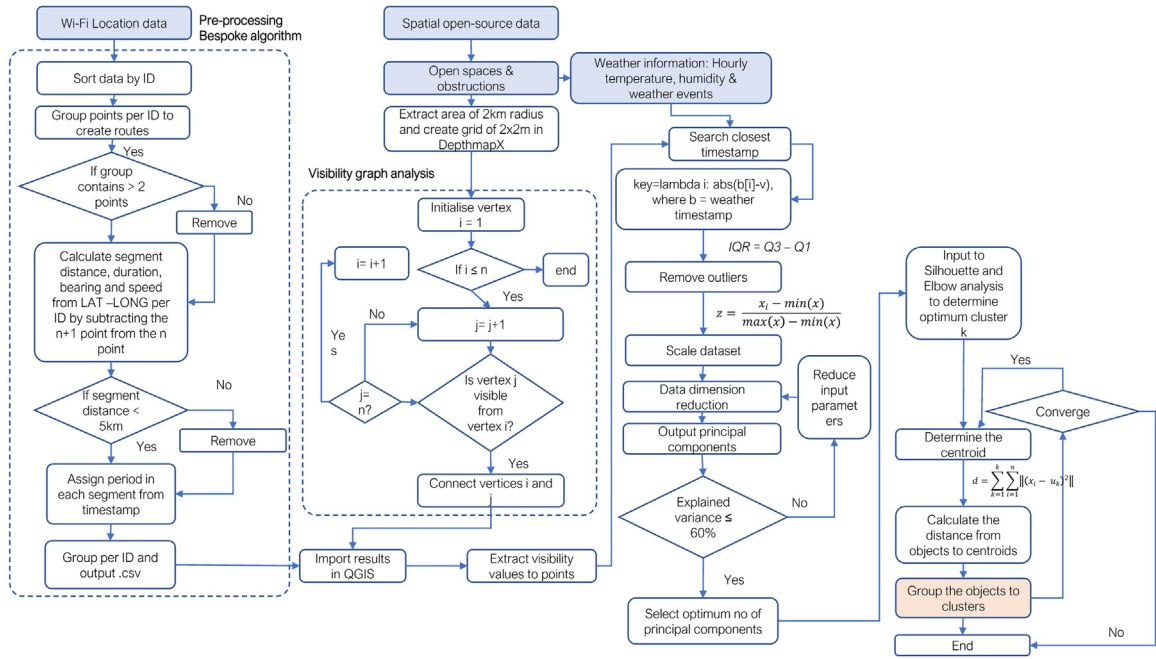 Wi-Fi Location data
Pre-processing
Bespoke algorithm
Sort data by ID
Group points per ID to
create routes
Yes
If group
contains > 2
points
No
Remove
Calculate segment
distance, duration,
bearing and speed
from LAT –LONG per
ID by subtracting the
n+1 point from the n
point
If segment
distance <
5km
No
Remove
Yes
Assign period in
each segment from
timestamp
Group per ID and
output .csv
Spatial open-source data
Open spaces &
obstructions
Extract area of 2km radius
and create grid of 2x2m in
DepthmapX
Visibility graph analysis
Initialise vertex
i = 1
i= i+1
If i ≤ n
end
Yes
j= j+1
No
Ye
s
j=
n?
Is vertex j
visible
from
vertex i?
Yes
Connect vertices i and
j
Import results
in QGIS
Extract visibility
values to points
Weather information: Hourly
temperature, humidity &
weather events
Search closest
timestamp
key=lambda i: abs(b[i]-v),
where b = weather
timestamp
IQR = Q3 – Q1
Remove outliers
z = (x_i − min(x)) / (max(x) − min(x))
Scale dataset
Data dimension
reduction
Reduce
input
paramet
ers
Output principal
components
Explained
variance ≤
60%
No
Yes
Select optimum no of
principal components
Input to
Silhouette and
Elbow analysis
to determine
optimum cluster
k
Yes
Converge
Determine the
centroid
d = ∑_{k=1}^{k} ∑_{i=1}^{n} ‖(x_i − u_k)²‖
Calculate the
distance from
objects to centroids
Group the objects to
clusters
No
End